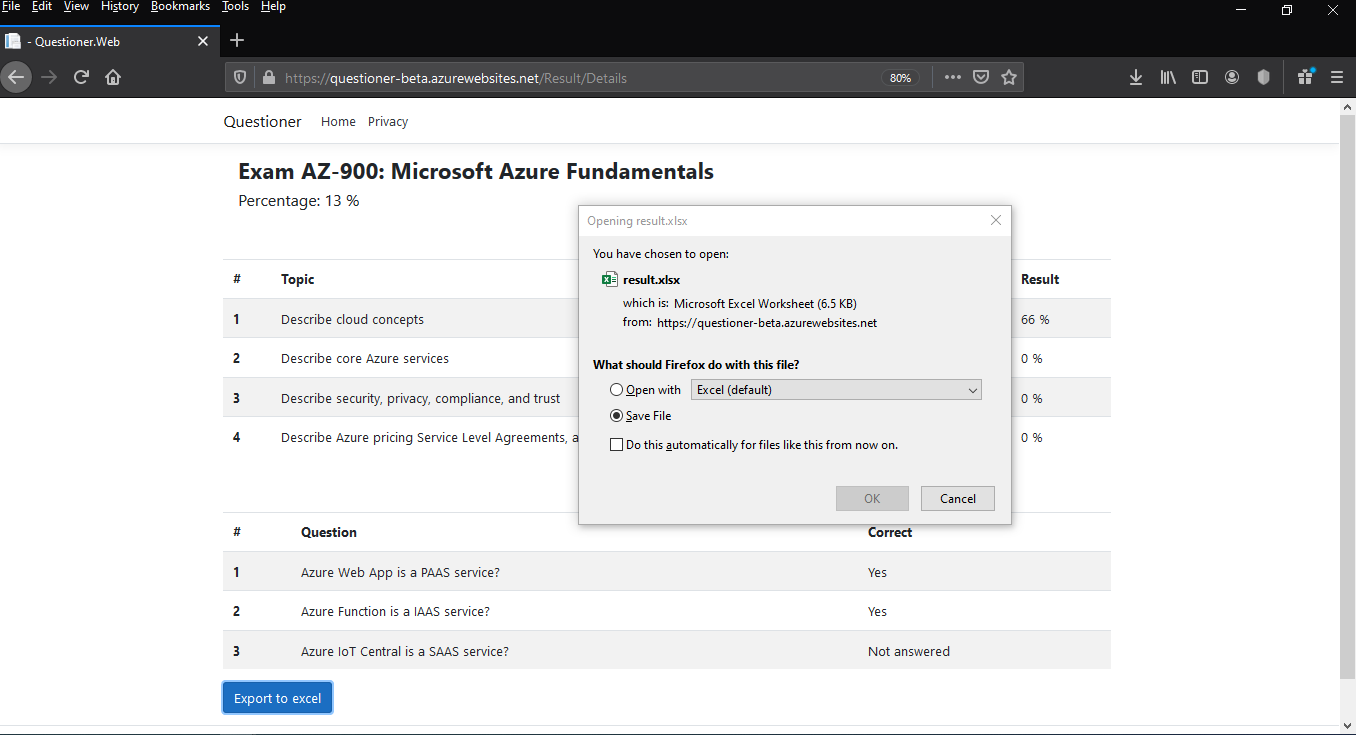 File Edit View History Bookmarks Tools Help
- Questioner.Web
https://questioner-beta.azurewebsites.net/Result/Details 80%
Questioner Home Privacy
Exam AZ-900: Microsoft Azure Fundamentals
Percentage: 13 %
# Topic Result
1 Describe cloud concepts 66 %
2 Describe core Azure services 0 %
3 Describe security, privacy, compliance, and trust 0 %
4 Describe Azure pricing Service Level Agreements, a 0 %
Opening result.xlsx
You have chosen to open:
result.xlsx
which is: Microsoft Excel Worksheet (6.5 KB)
from: https://questioner-beta.azurewebsites.net
What should Firefox do with this file?
Open with Excel (default)
Save File
Do this automatically for files like this from now on.
OK Cancel
# Question Correct
1 Azure Web App is a PAAS service? Yes
2 Azure Function is a IAAS service? Yes
3 Azure IoT Central is a SAAS service? Not answered
Export to excel